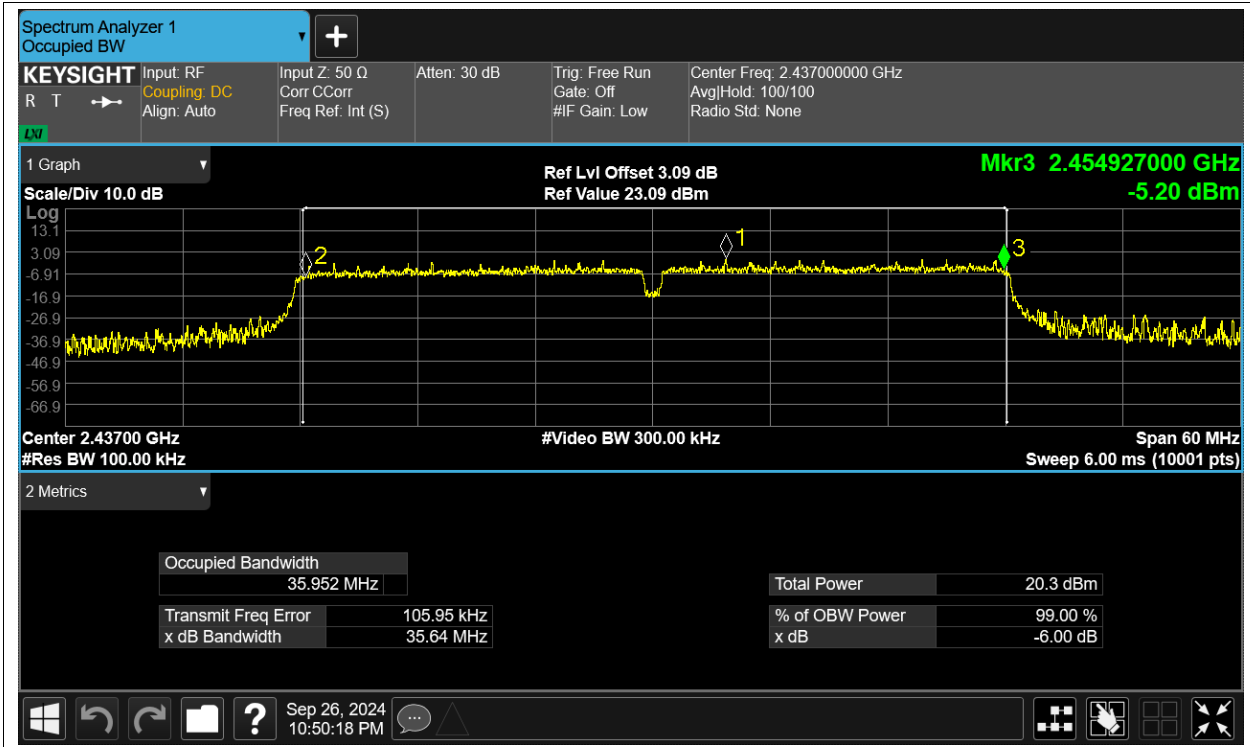 Spectrum Analyzer 1
Occupied BW
KEYSIGHT
R T
LXI
Input: RF
Coupling: DC
Align: Auto
Input Z: 50 Ω
Corr CCorr
Freq Ref: Int (S)
Atten: 30 dB
Trig: Free Run
Gate: Off
#IF Gain: Low
Center Freq: 2.437000000 GHz
Avg|Hold: 100/100
Radio Std: None
1 Graph
Scale/Div 10.0 dB
Ref Lvl Offset 3.09 dB
Ref Value 23.09 dBm
Mkr3 2.454927000 GHz
-5.20 dBm
Log
13.1
3.09
-6.91
-16.9
-26.9
-36.9
-46.9
-56.9
-66.9
2
1
3
Center 2.43700 GHz
#Video BW 300.00 kHz
Span 60 MHz
#Res BW 100.00 kHz
Sweep 6.00 ms (10001 pts)
2 Metrics
Occupied Bandwidth
35.952 MHz
Transmit Freq Error 105.95 kHz
x dB Bandwidth 35.64 MHz
Total Power 20.3 dBm
% of OBW Power 99.00 %
x dB -6.00 dB
?
Sep 26, 2024
10:50:18 PM